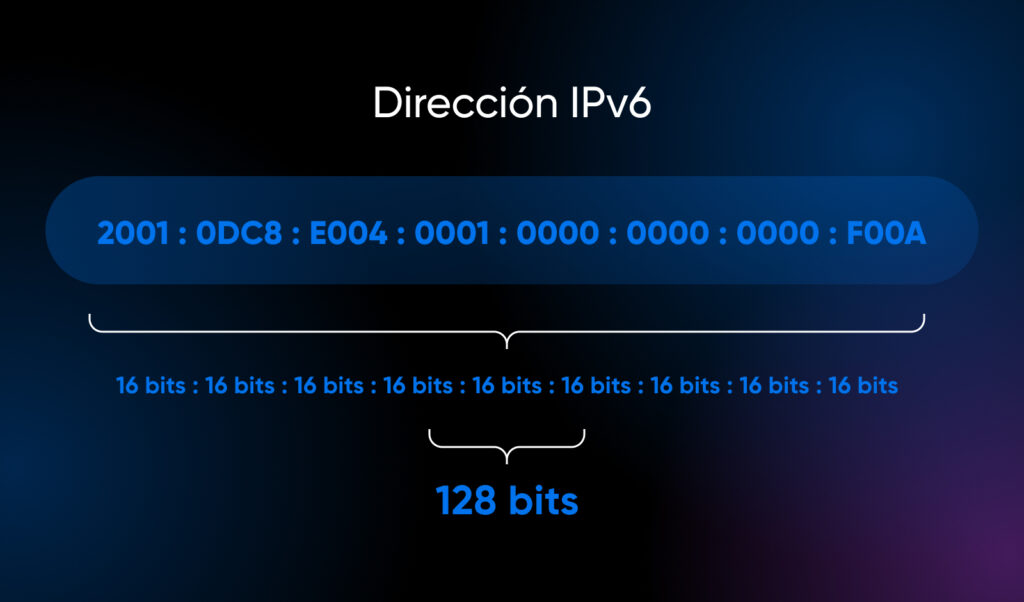 Dirección IPv6
2001 : 0DC8 : E004 : 0001 : 0000 : 0000 : 0000 : F00A
16 bits : 16 bits : 16 bits : 16 bits : 16 bits : 16 bits : 16 bits : 16 bits : 16 bits
128 bits